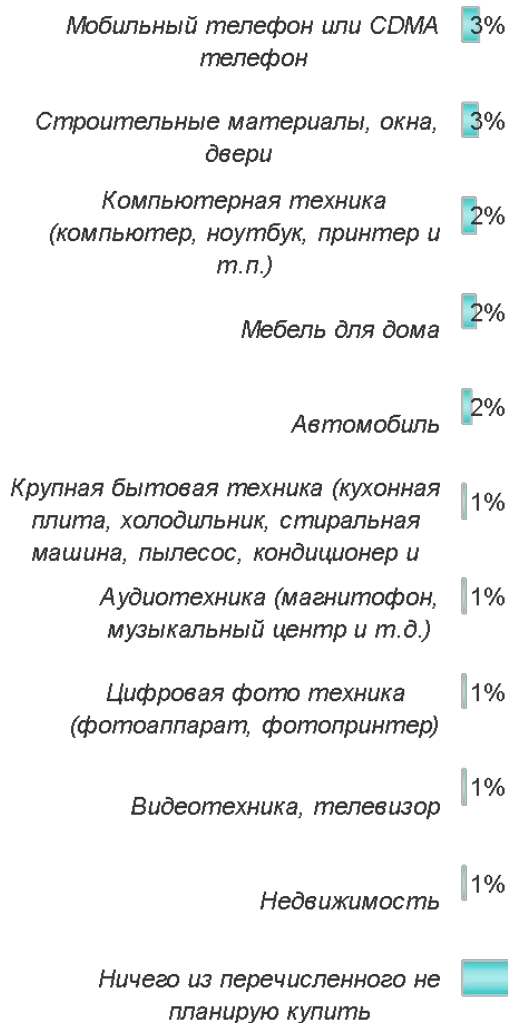 Мобильный телефон или CDMA 3%
телефон
Строительные материалы, окна, 3%
двери
Компьютерная техника
(компьютер, ноутбук, принтер и 2%
т.п.)
Мебель для дома 2%
Автомобиль 2%
Крупная бытовая техника (кухонная
плита, холодильник, стиральная 1%
машина, пылесос, кондиционер и
Аудиотехника (магнитофон, 1%
музыкальный центр и т.д.)
Цифровая фото техника 1%
(фотоаппарат, фотопринтер)
Видеотехника, телевизор 1%
Недвижимость 1%
Ничего из перечисленного не
планирую купить